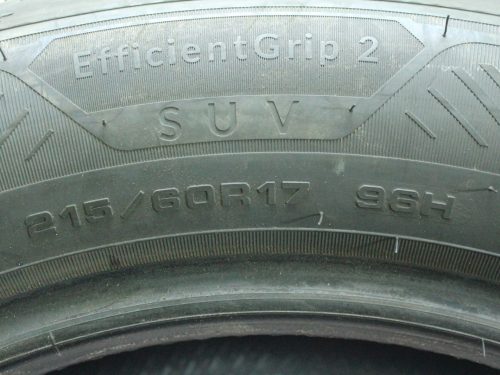 EfficientGrip 2
SUV
215/60R17 96H